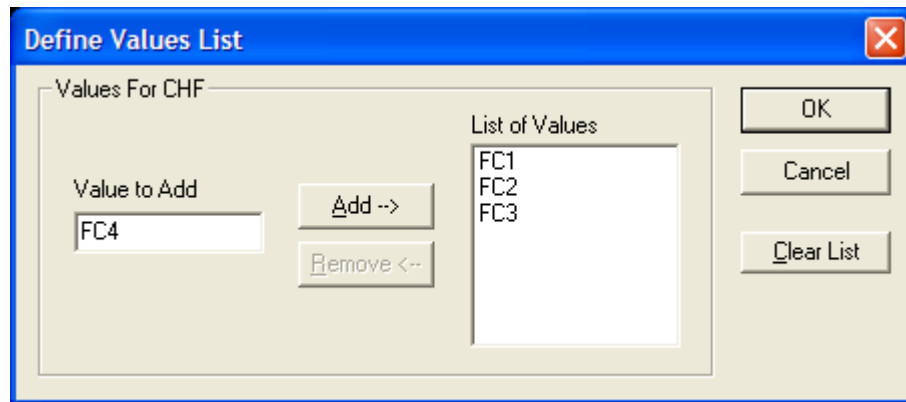 Define Values List
Values For CHF
List of Values
OK
FC1
FC2
FC3
Cancel
Value to Add
FC4
Add -->
Remove <--
Clear List